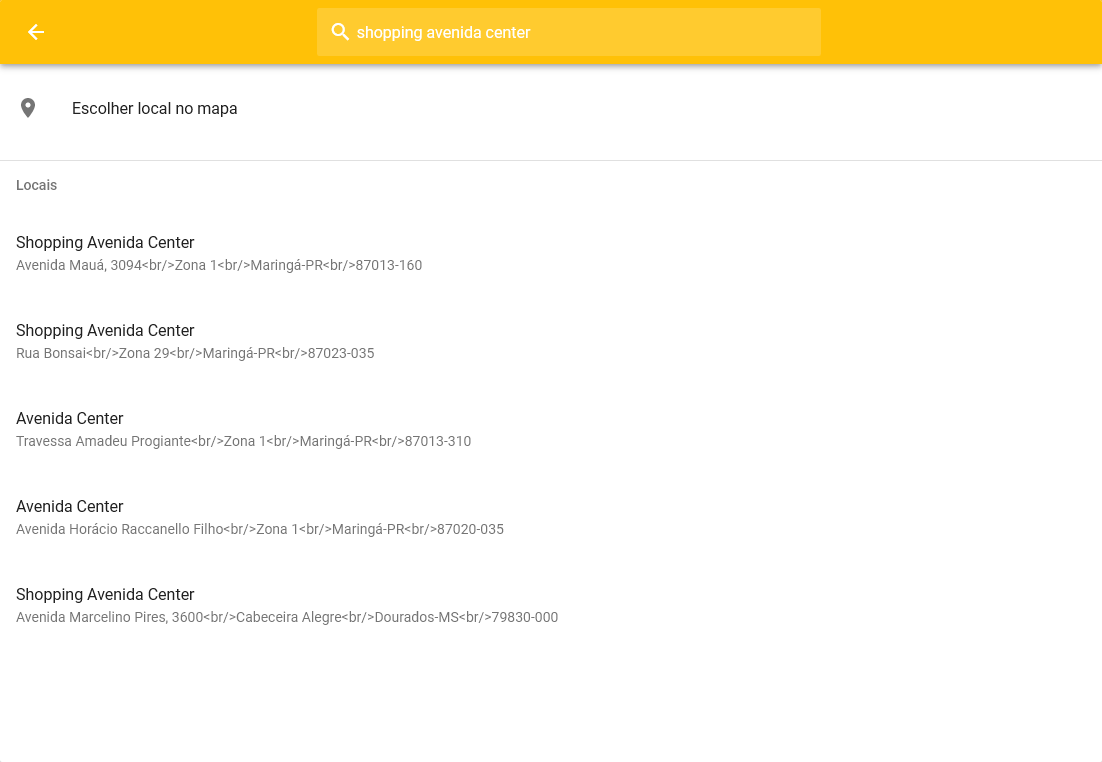 shopping avenida center
Escolher local no mapa
Locais
Shopping Avenida Center
Avenida Mauá, 3094<br/>Zona 1<br/>Maringá-PR<br/>87013-160
Shopping Avenida Center
Rua Bonsai<br/>Zona 29<br/>Maringá-PR<br/>87023-035
Avenida Center
Travessa Amadeu Progiante<br/>Zona 1<br/>Maringá-PR<br/>87013-310
Avenida Center
Avenida Horácio Raccanello Filho<br/>Zona 1<br/>Maringá-PR<br/>87020-035
Shopping Avenida Center
Avenida Marcelino Pires, 3600<br/>Cabeceira Alegre<br/>Dourados-MS<br/>79830-000